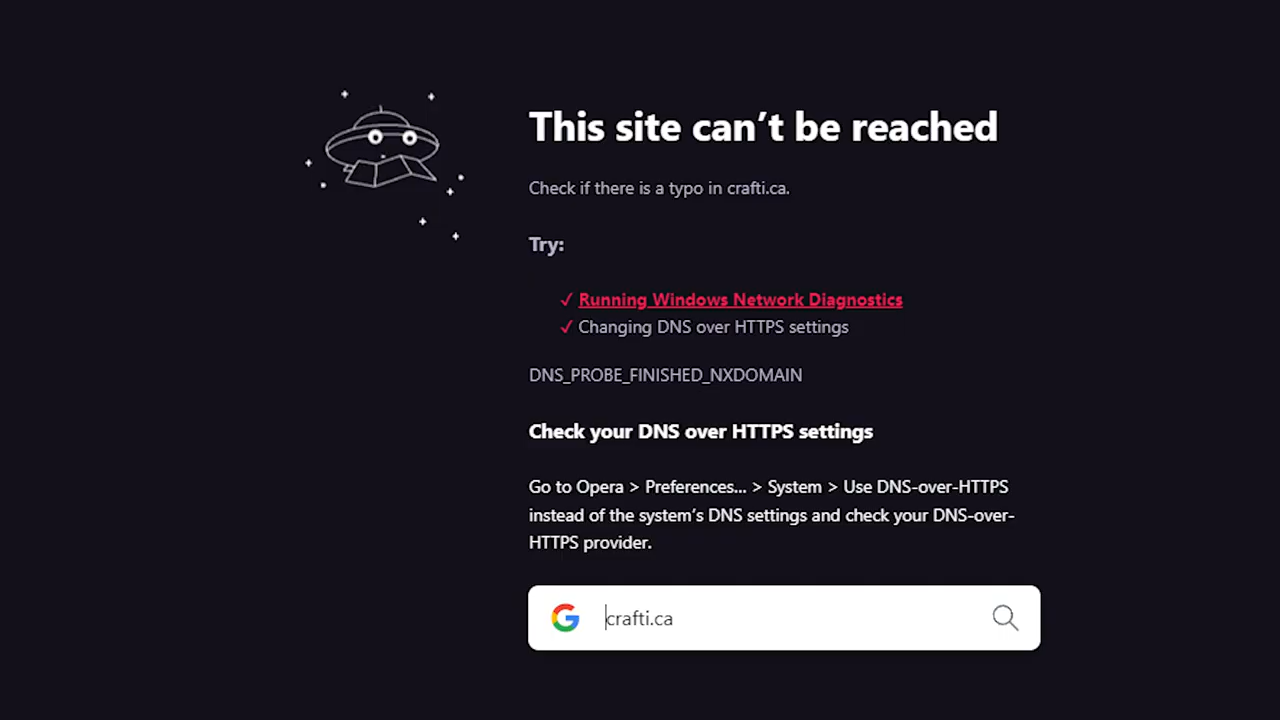 This site can’t be reached
Check if there is a typo in crafti.ca.
Try:
✓ Running Windows Network Diagnostics
✓ Changing DNS over HTTPS settings
DNS_PROBE_FINISHED_NXDOMAIN
Check your DNS over HTTPS settings
Go to Opera > Preferences... > System > Use DNS-over-HTTPS
instead of the system’s DNS settings and check your DNS-over-
HTTPS provider.
crafti.ca